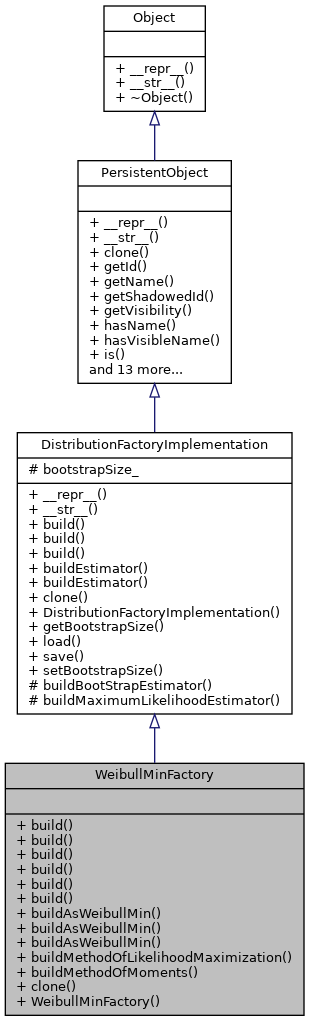 Object
+ __repr__()
+ __str__()
+ ~Object()
PersistentObject
+ __repr__()
+ __str__()
+ clone()
+ getId()
+ getName()
+ getShadowedId()
+ getVisibility()
+ hasName()
+ hasVisibleName()
+ is()
and 13 more...
DistributionFactoryImplementation
# bootstrapSize_
+ __repr__()
+ __str__()
+ build()
+ build()
+ build()
+ buildEstimator()
+ buildEstimator()
+ clone()
+ DistributionFactoryImplementation()
+ getBootstrapSize()
+ load()
+ save()
+ setBootstrapSize()
# buildBootStrapEstimator()
# buildMaximumLikelihoodEstimator()
WeibullMinFactory
+ build()
+ build()
+ build()
+ build()
+ build()
+ build()
+ buildAsWeibullMin()
+ buildAsWeibullMin()
+ buildAsWeibullMin()
+ buildMethodOfLikelihoodMaximization()
+ buildMethodOfMoments()
+ clone()
+ WeibullMinFactory()